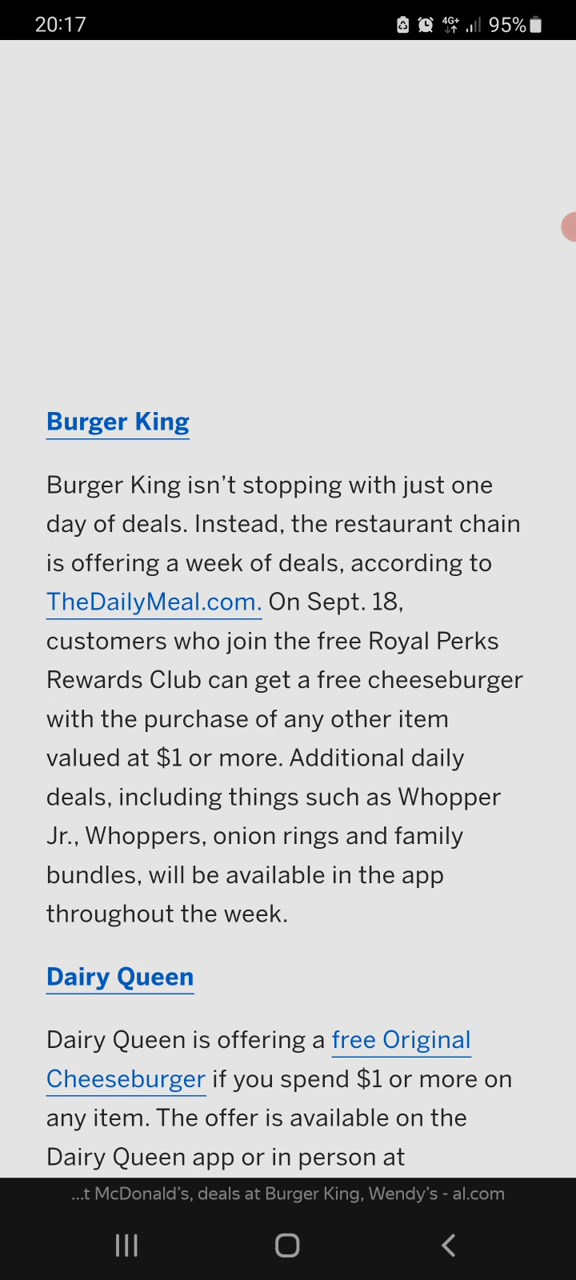 20:17
4G+
95%
Burger King
Burger King isn’t stopping with just one
day of deals. Instead, the restaurant chain
is offering a week of deals, according to
TheDailyMeal.com. On Sept. 18,
customers who join the free Royal Perks
Rewards Club can get a free cheeseburger
with the purchase of any other item
valued at $1 or more. Additional daily
deals, including things such as Whopper
Jr., Whoppers, onion rings and family
bundles, will be available in the app
throughout the week.
Dairy Queen
Dairy Queen is offering a free Original
Cheeseburger if you spend $1 or more on
any item. The offer is available on the
Dairy Queen app or in person at
...t McDonald’s, deals at Burger King, Wendy’s - al.com